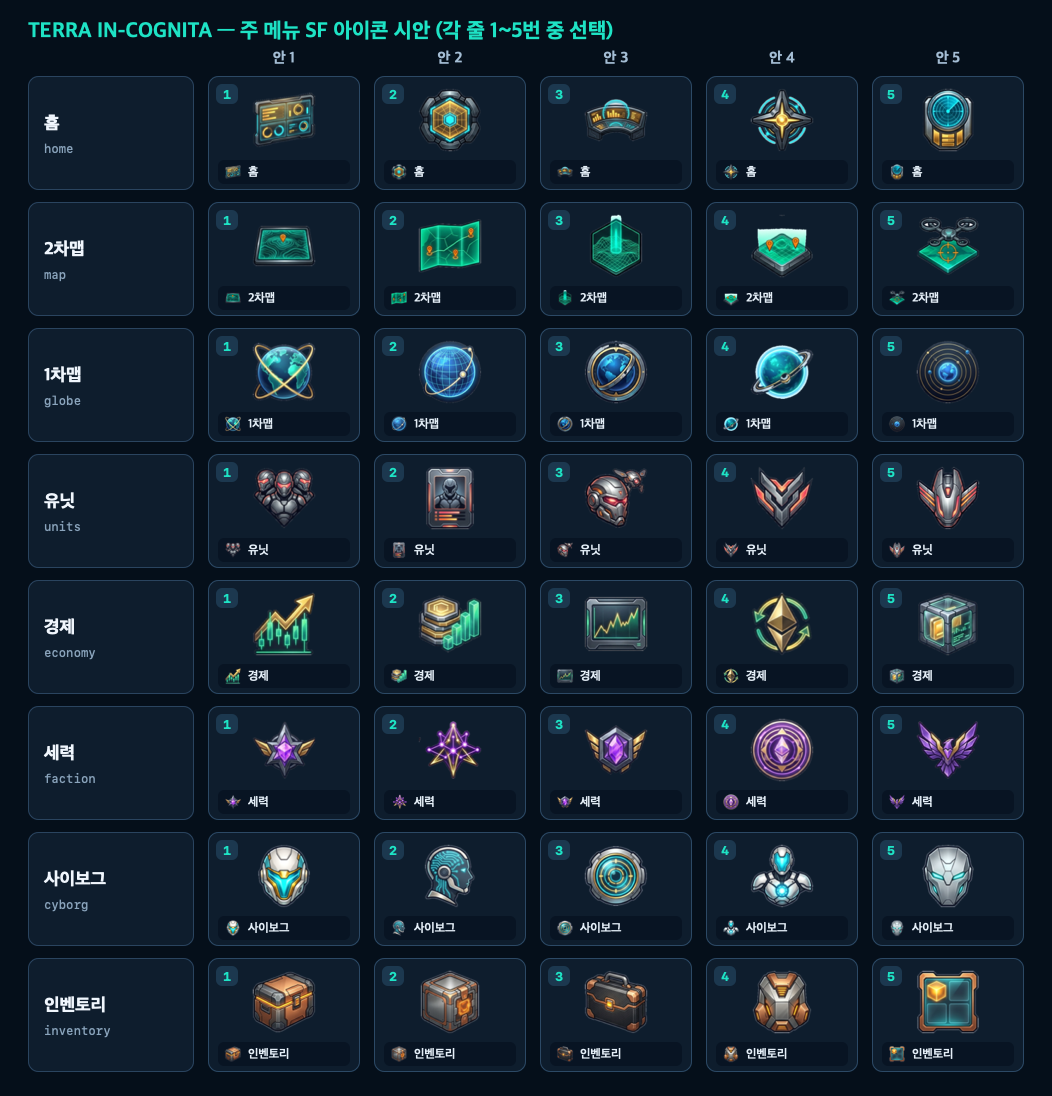 TERRA IN-COGNITA — 주 메뉴 SF 아이콘 시안 (각 줄 1~5번 중 선택)
안 1 안 2 안 3 안 4 안 5
홈
home
1 2 3 4 5
홈 홈 홈 홈 홈
2차맵
map
1 2 3 4 5
2차맵 2차맵 2차맵 2차맵 2차맵
1차맵
globe
1 2 3 4 5
1차맵 1차맵 1차맵 1차맵 1차맵
유닛
units
1 2 3 4 5
유닛 유닛 유닛 유닛 유닛
경제
economy
1 2 3 4 5
경제 경제 경제 경제 경제
세력
faction
1 2 3 4 5
세력 세력 세력 세력 세력
사이보그
cyborg
1 2 3 4 5
사이보그 사이보그 사이보그 사이보그 사이보그
인벤토리
inventory
1 2 3 4 5
인벤토리 인벤토리 인벤토리 인벤토리 인벤토리